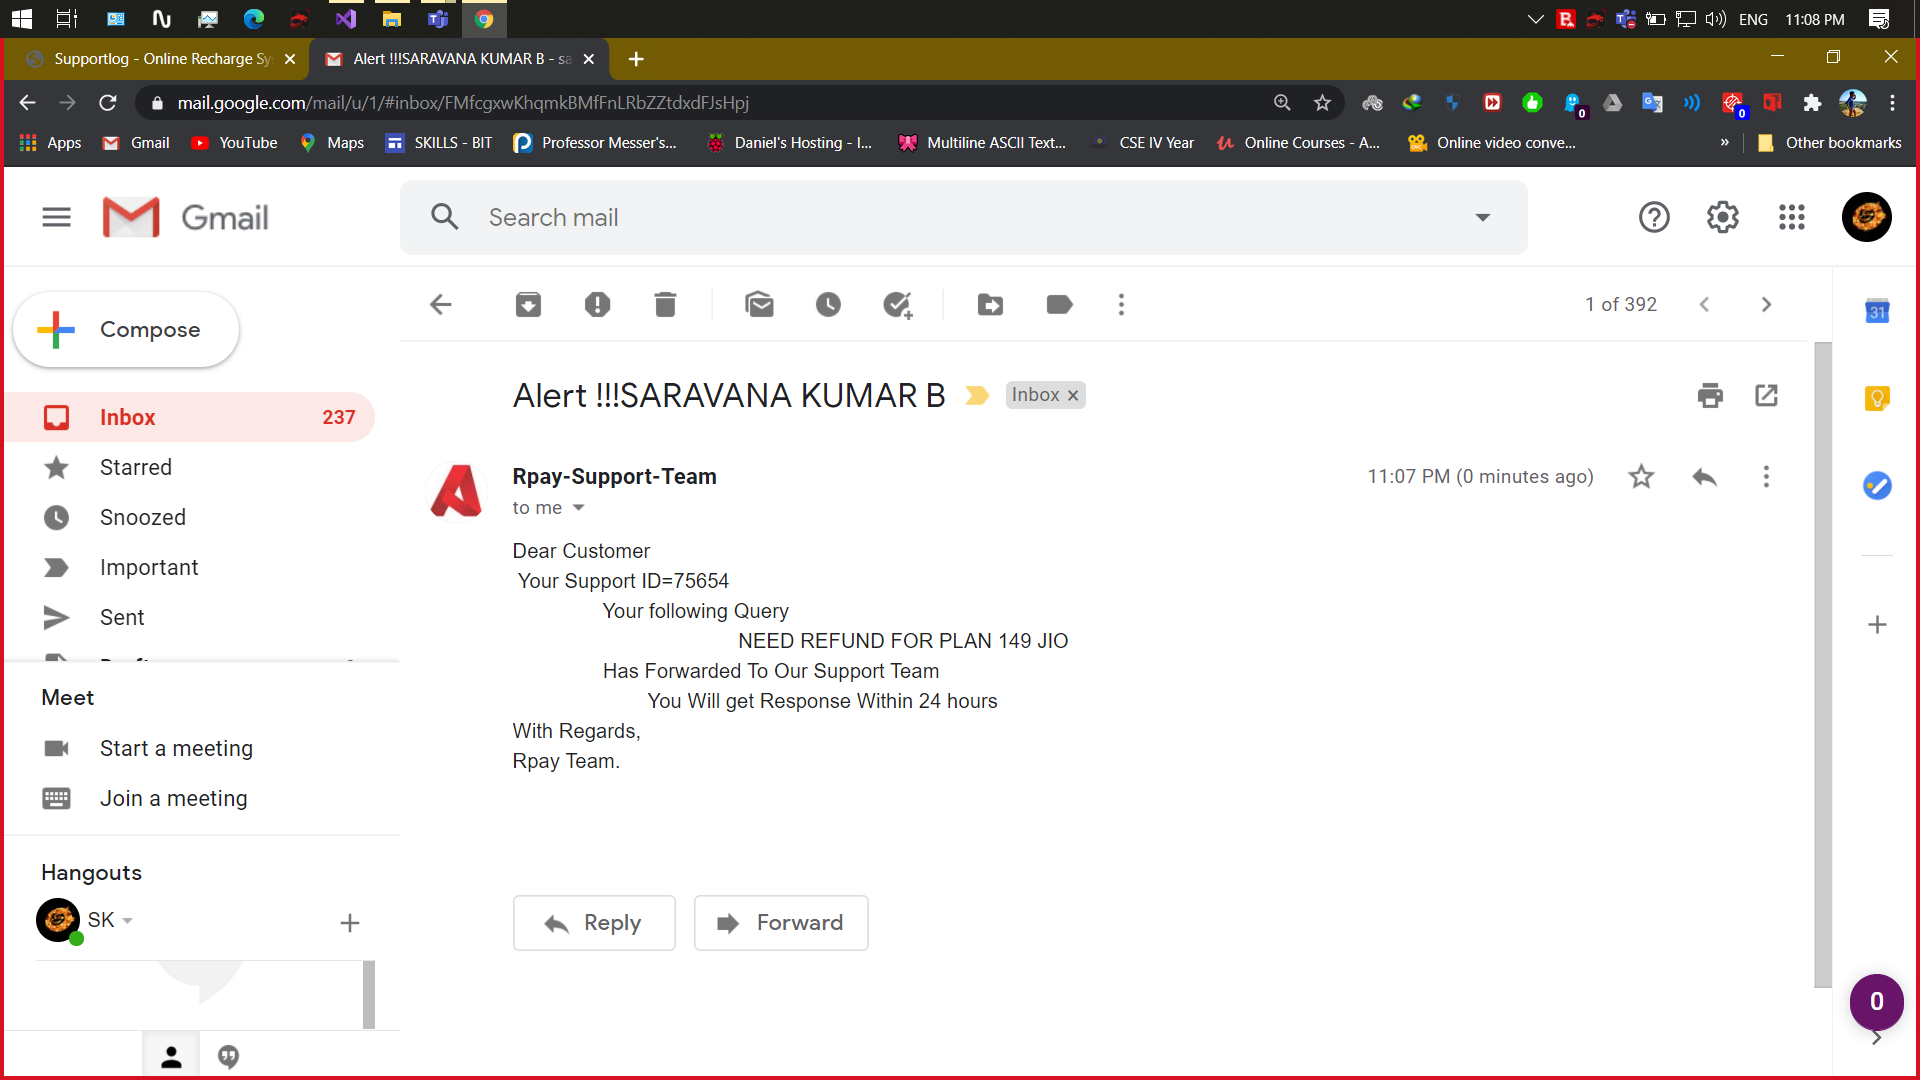 ENG 11:08 PM
Supportlog - Online Recharge Sy
Alert !!!SARAVANA KUMAR B - sa
mail.google.com/mail/u/1/#inbox/FMfcgxwKhqmkBMfFnLRbZZtdxdFJsHpj
0
0
Apps Gmail YouTube Maps SKILLS - BIT Professor Messer's... Daniel's Hosting - I... Multiline ASCII Text... CSE IV Year Online Courses - A... Online video conve... » Other bookmarks
Gmail
Search mail
Compose
1 of 392
31
Inbox 237
Starred
Snoozed
Important
Sent
Meet
Start a meeting
Join a meeting
Hangouts
SK
Alert !!!SARAVANA KUMAR B
Inbox ×
Rpay-Support-Team
11:07 PM (0 minutes ago)
to me
Dear Customer
Your Support ID=75654
Your following Query
NEED REFUND FOR PLAN 149 JIO
Has Forwarded To Our Support Team
You Will get Response Within 24 hours
With Regards,
Rpay Team.
Reply
Forward
0